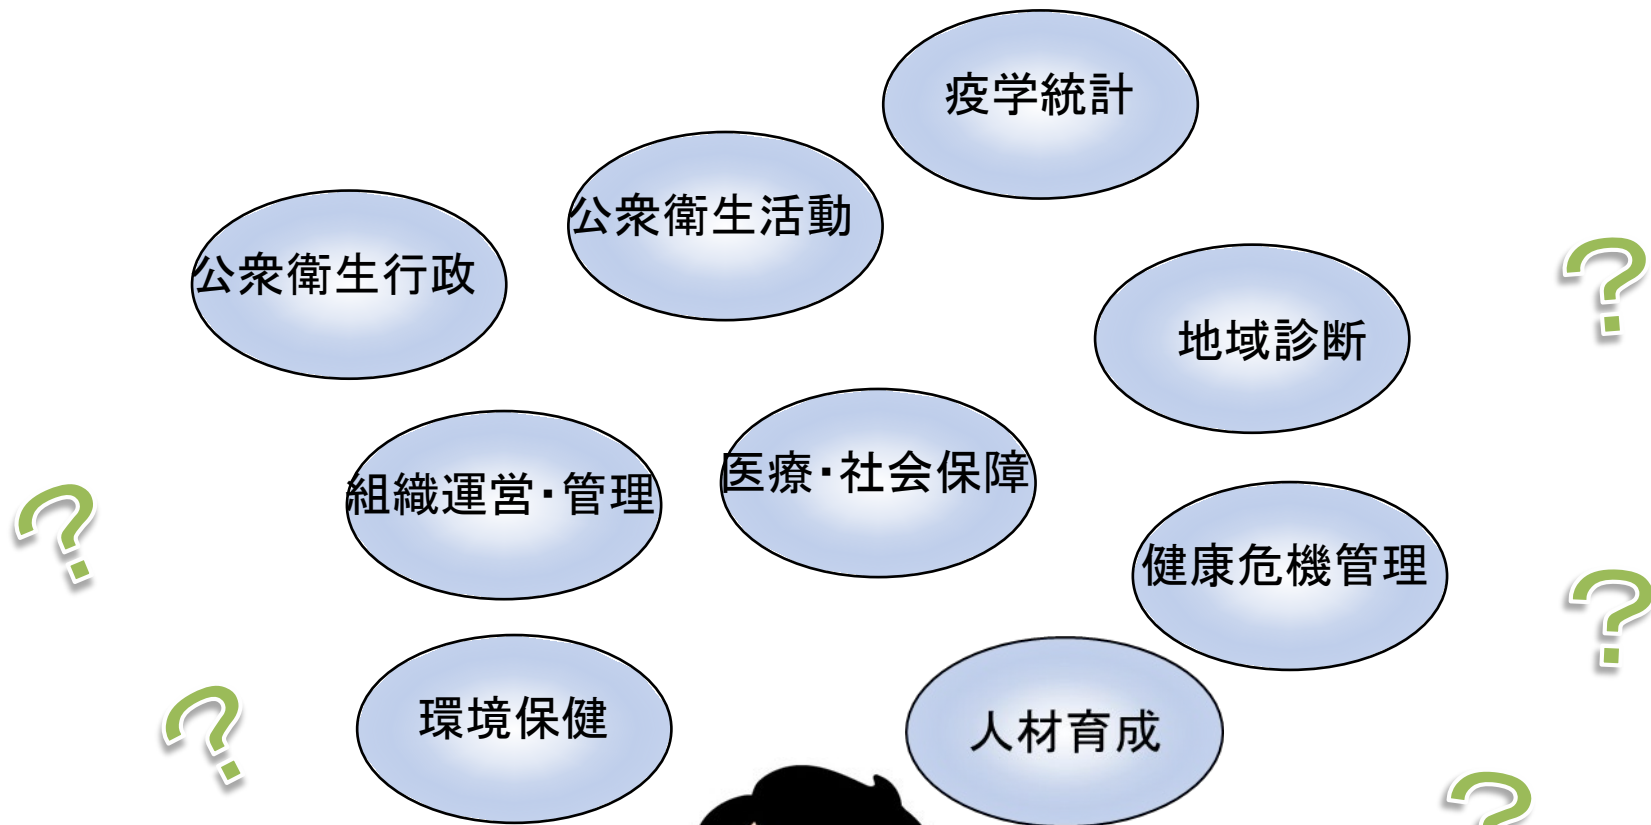 疫学統計
公衆衛生活動
公衆衛生行政
地域診断
医療・社会保障
組織運営・管理
健康危機管理
環境保健
人材育成
?
?
?
?
?